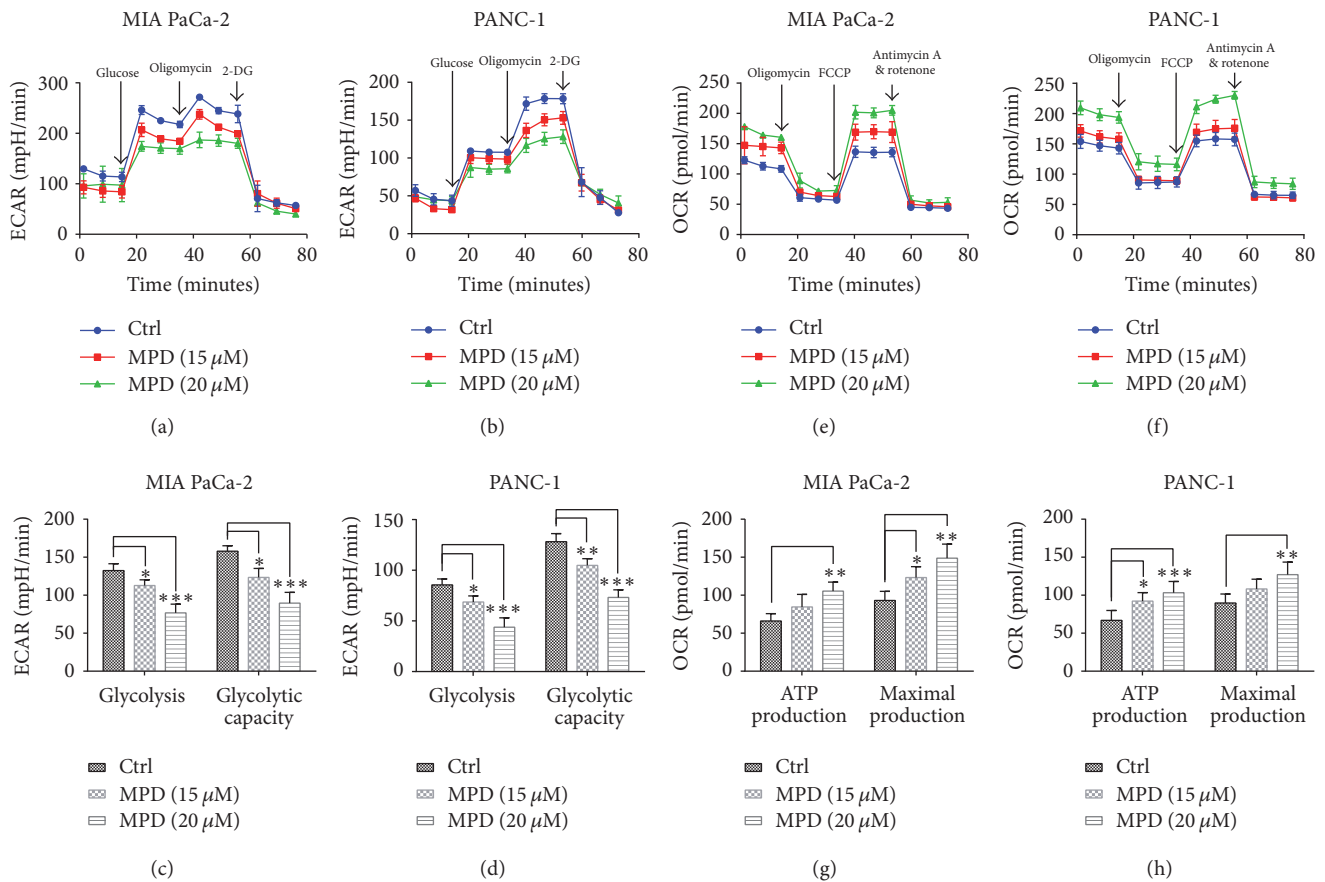 MIA PaCa-2
300
200
100
0
ECAR (mpH/min)
Glucose
Oligomycin
2-DG
0 20 40 60 80
Time (minutes)
Ctrl
MPD (15 μM)
MPD (20 μM)
(a)
PANC-1
200
150
100
50
0
ECAR (mpH/min)
Glucose
Oligomycin
2-DG
0 20 40 60 80
Time (minutes)
Ctrl
MPD (15 μM)
MPD (20 μM)
(b)
MIA PaCa-2
250
200
150
100
50
0
OCR (pmol/min)
Oligomycin
FCCP
Antimycin A
& rotenone
0 20 40 60 80
Time (minutes)
Ctrl
MPD (15 μM)
MPD (20 μM)
(e)
PANC-1
250
200
150
100
50
0
OCR (pmol/min)
Oligomycin
FCCP
Antimycin A
& rotenone
0 20 40 60 80
Time (minutes)
Ctrl
MPD (15 μM)
MPD (20 μM)
(f)
MIA PaCa-2
200
150
100
50
0
ECAR (mpH/min)
* *** * ***
Glycolysis Glycolytic
capacity
Ctrl
MPD (15 μM)
MPD (20 μM)
(c)
PANC-1
150
100
50
0
ECAR (mpH/min)
* *** ** ***
Glycolysis Glycolytic
capacity
Ctrl
MPD (15 μM)
MPD (20 μM)
(d)
MIA PaCa-2
200
150
100
50
0
OCR (pmol/min)
** * **
ATP Maximal
production production
Ctrl
MPD (15 μM)
MPD (20 μM)
(g)
PANC-1
200
150
100
50
0
OCR (pmol/min)
* *** **
ATP Maximal
production production
Ctrl
MPD (15 μM)
MPD (20 μM)
(h)